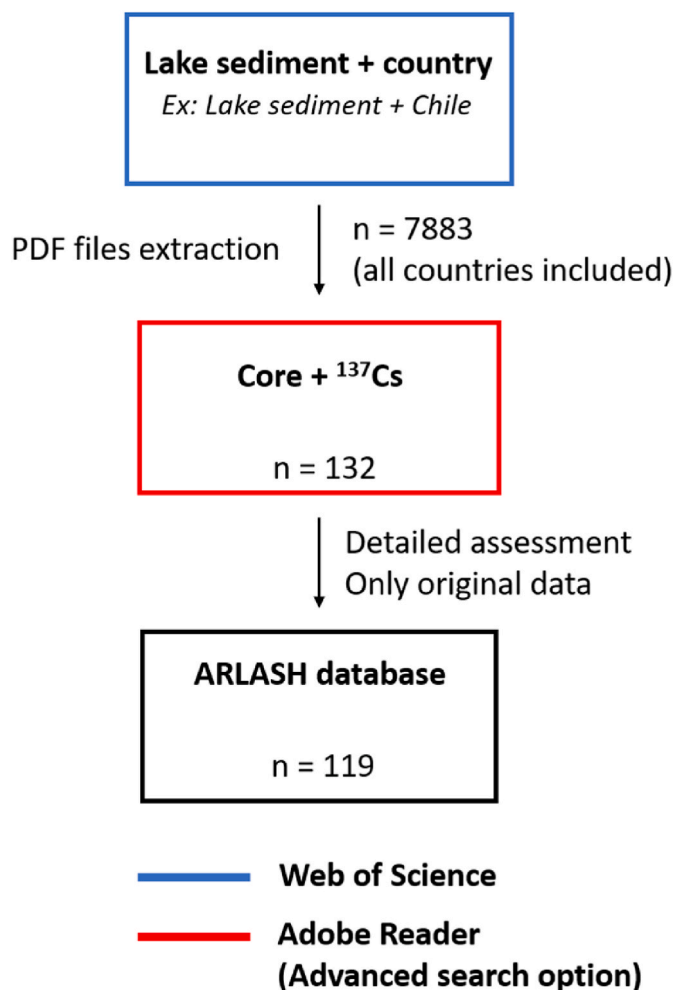 Lake sediment + country
Ex: Lake sediment + Chile
PDF files extraction
n = 7883
(all countries included)
Core + ¹³⁷Cs
n = 132
Detailed assessment
Only original data
ARLASH database
n = 119
Web of Science
Adobe Reader
(Advanced search option)